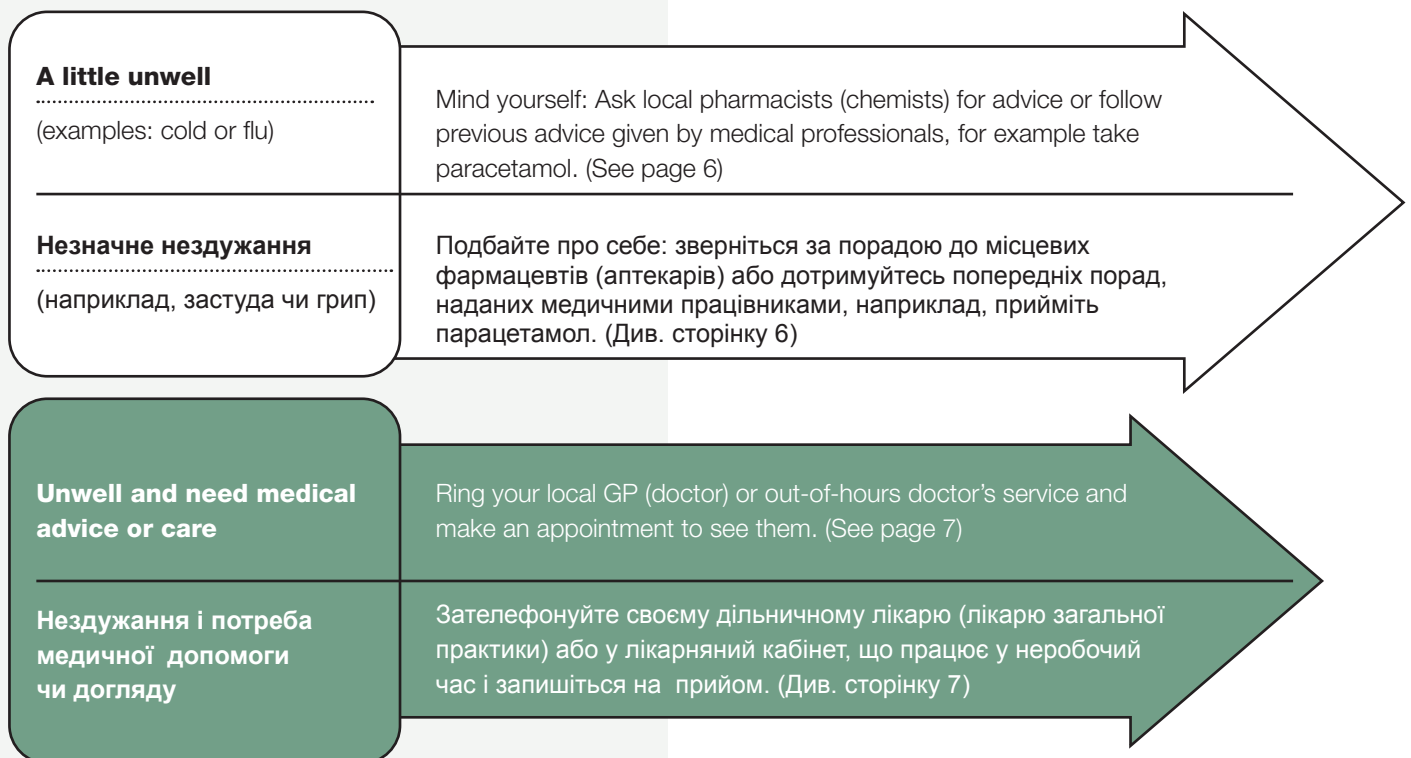 A little unwell
(examples: cold or flu)
Mind yourself: Ask local pharmacists (chemists) for advice or follow
previous advice given by medical professionals, for example take
paracetamol. (See page 6)
Незначне нездужання
(наприклад, застуда чи грип)
Подбайте про себе: зверніться за порадою до місцевих
фармацевтів (аптекарів) або дотримуйтесь попередніх порад,
наданих медичними працівниками, наприклад, прийміть
парацетамол. (Див. сторінку 6)
Unwell and need medical
advice or care
Ring your local GP (doctor) or out-of-hours doctor’s service and
make an appointment to see them. (See page 7)
Нездужання і потреба
медичної допомоги
чи догляду
Зателефонуйте своєму дільничному лікарю (лікарю загальної
практики) або у лікарняний кабінет, що працює у неробочий
час і запишіться на прийом. (Див. сторінку 7)